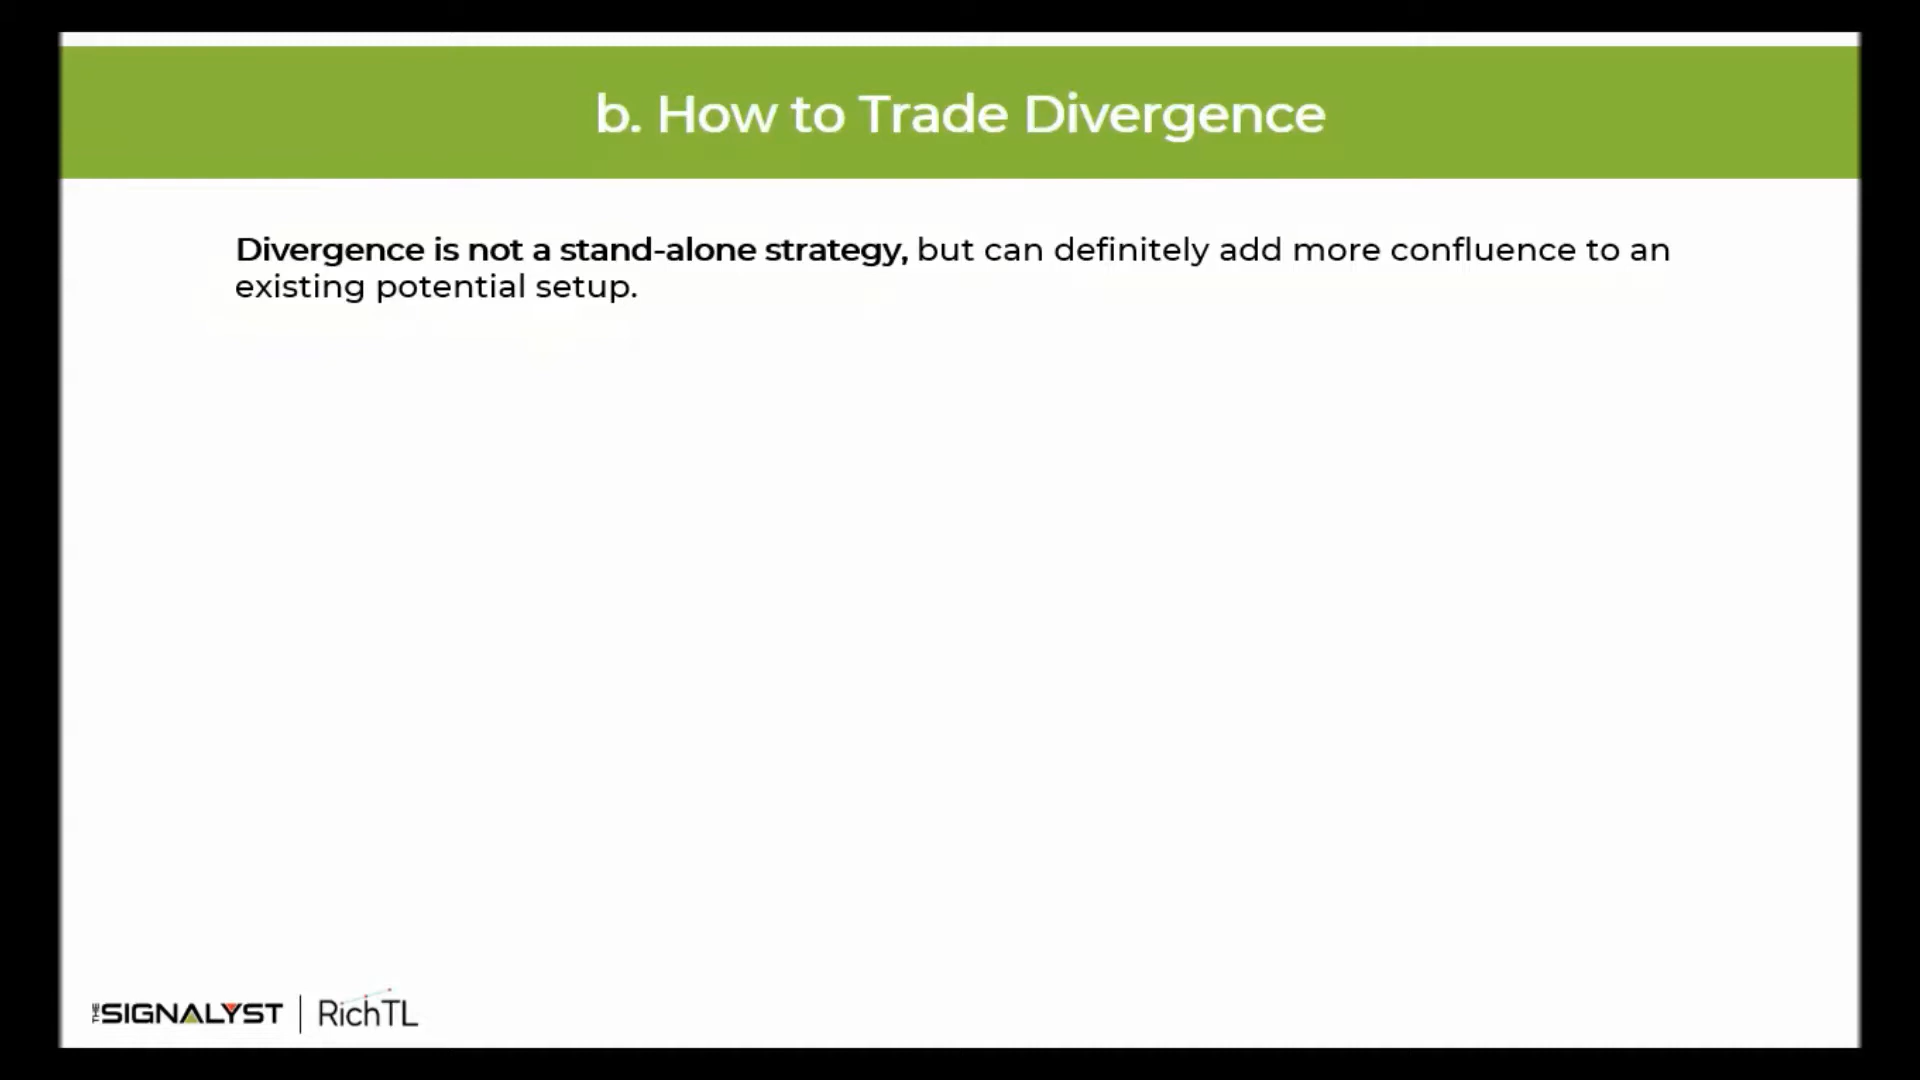 b. How to Trade Divergence
Divergence is not a stand-alone strategy, but can definitely add more confluence to an
existing potential setup.
THE SIGNALYST | RichTL